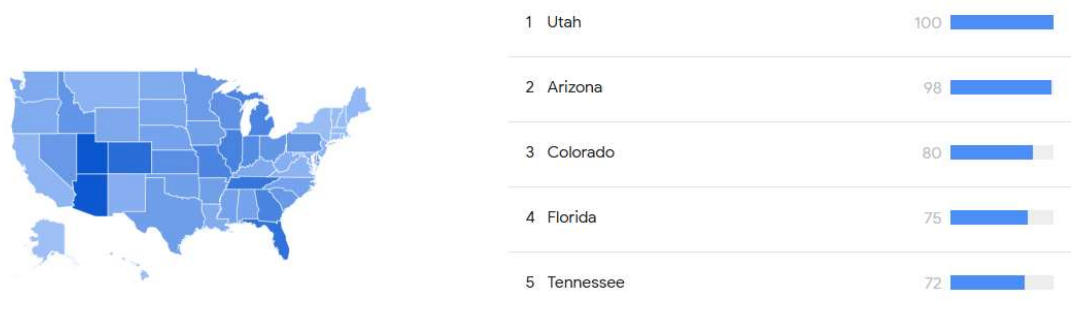 1 Utah 100
2 Arizona 98
3 Colorado 80
4 Florida 75
5 Tennessee 72